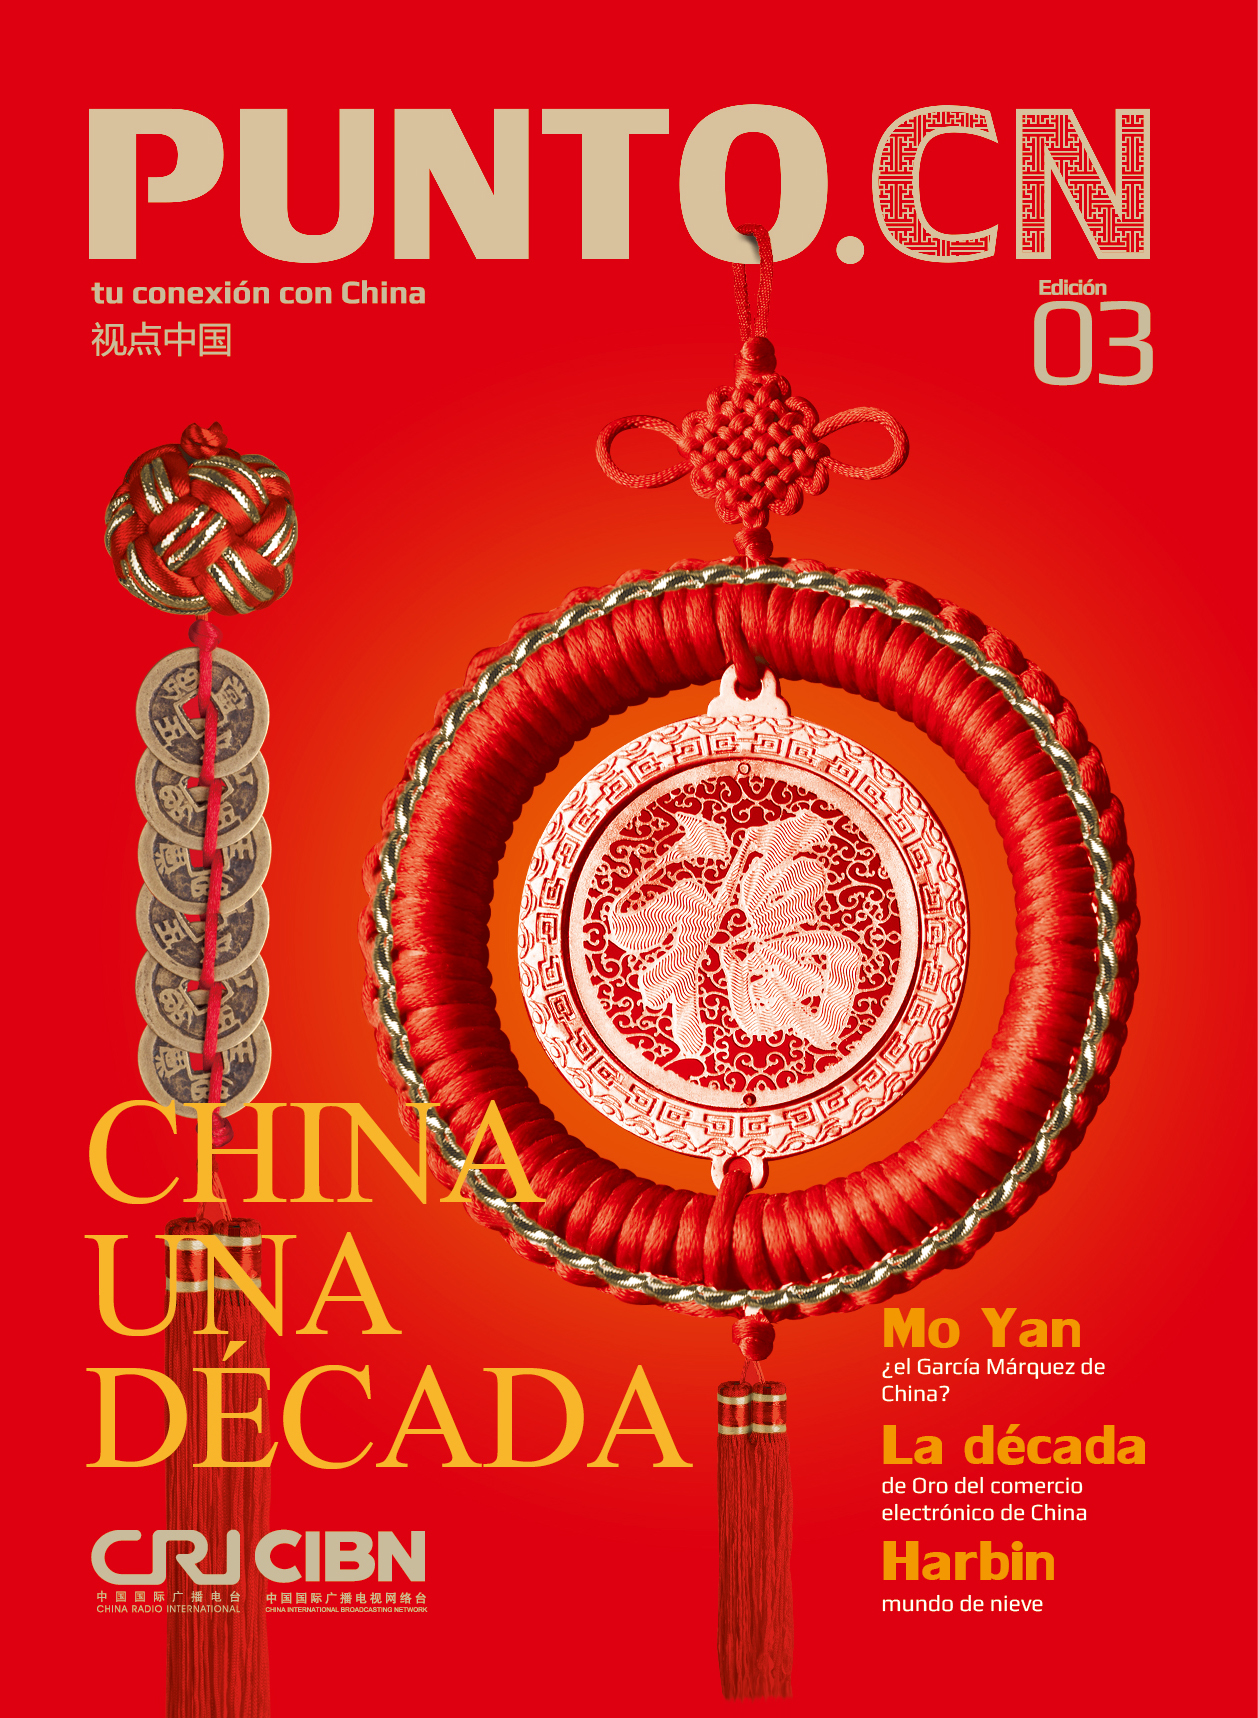 PUNTO.CN
tu conexión con China
视点中国
Edición
03
福
CHINA
UNA
DÉCADA
Mo Yan
¿el García Márquez de
China?
La década
de Oro del comercio
electrónico de China
Harbin
mundo de nieve
CRI CIBN
中国国际广播电台
CHINA RADIO INTERNATIONAL
中国国际广播电视网络台
CHINA INTERNATIONAL BROADCASTING NETWORK